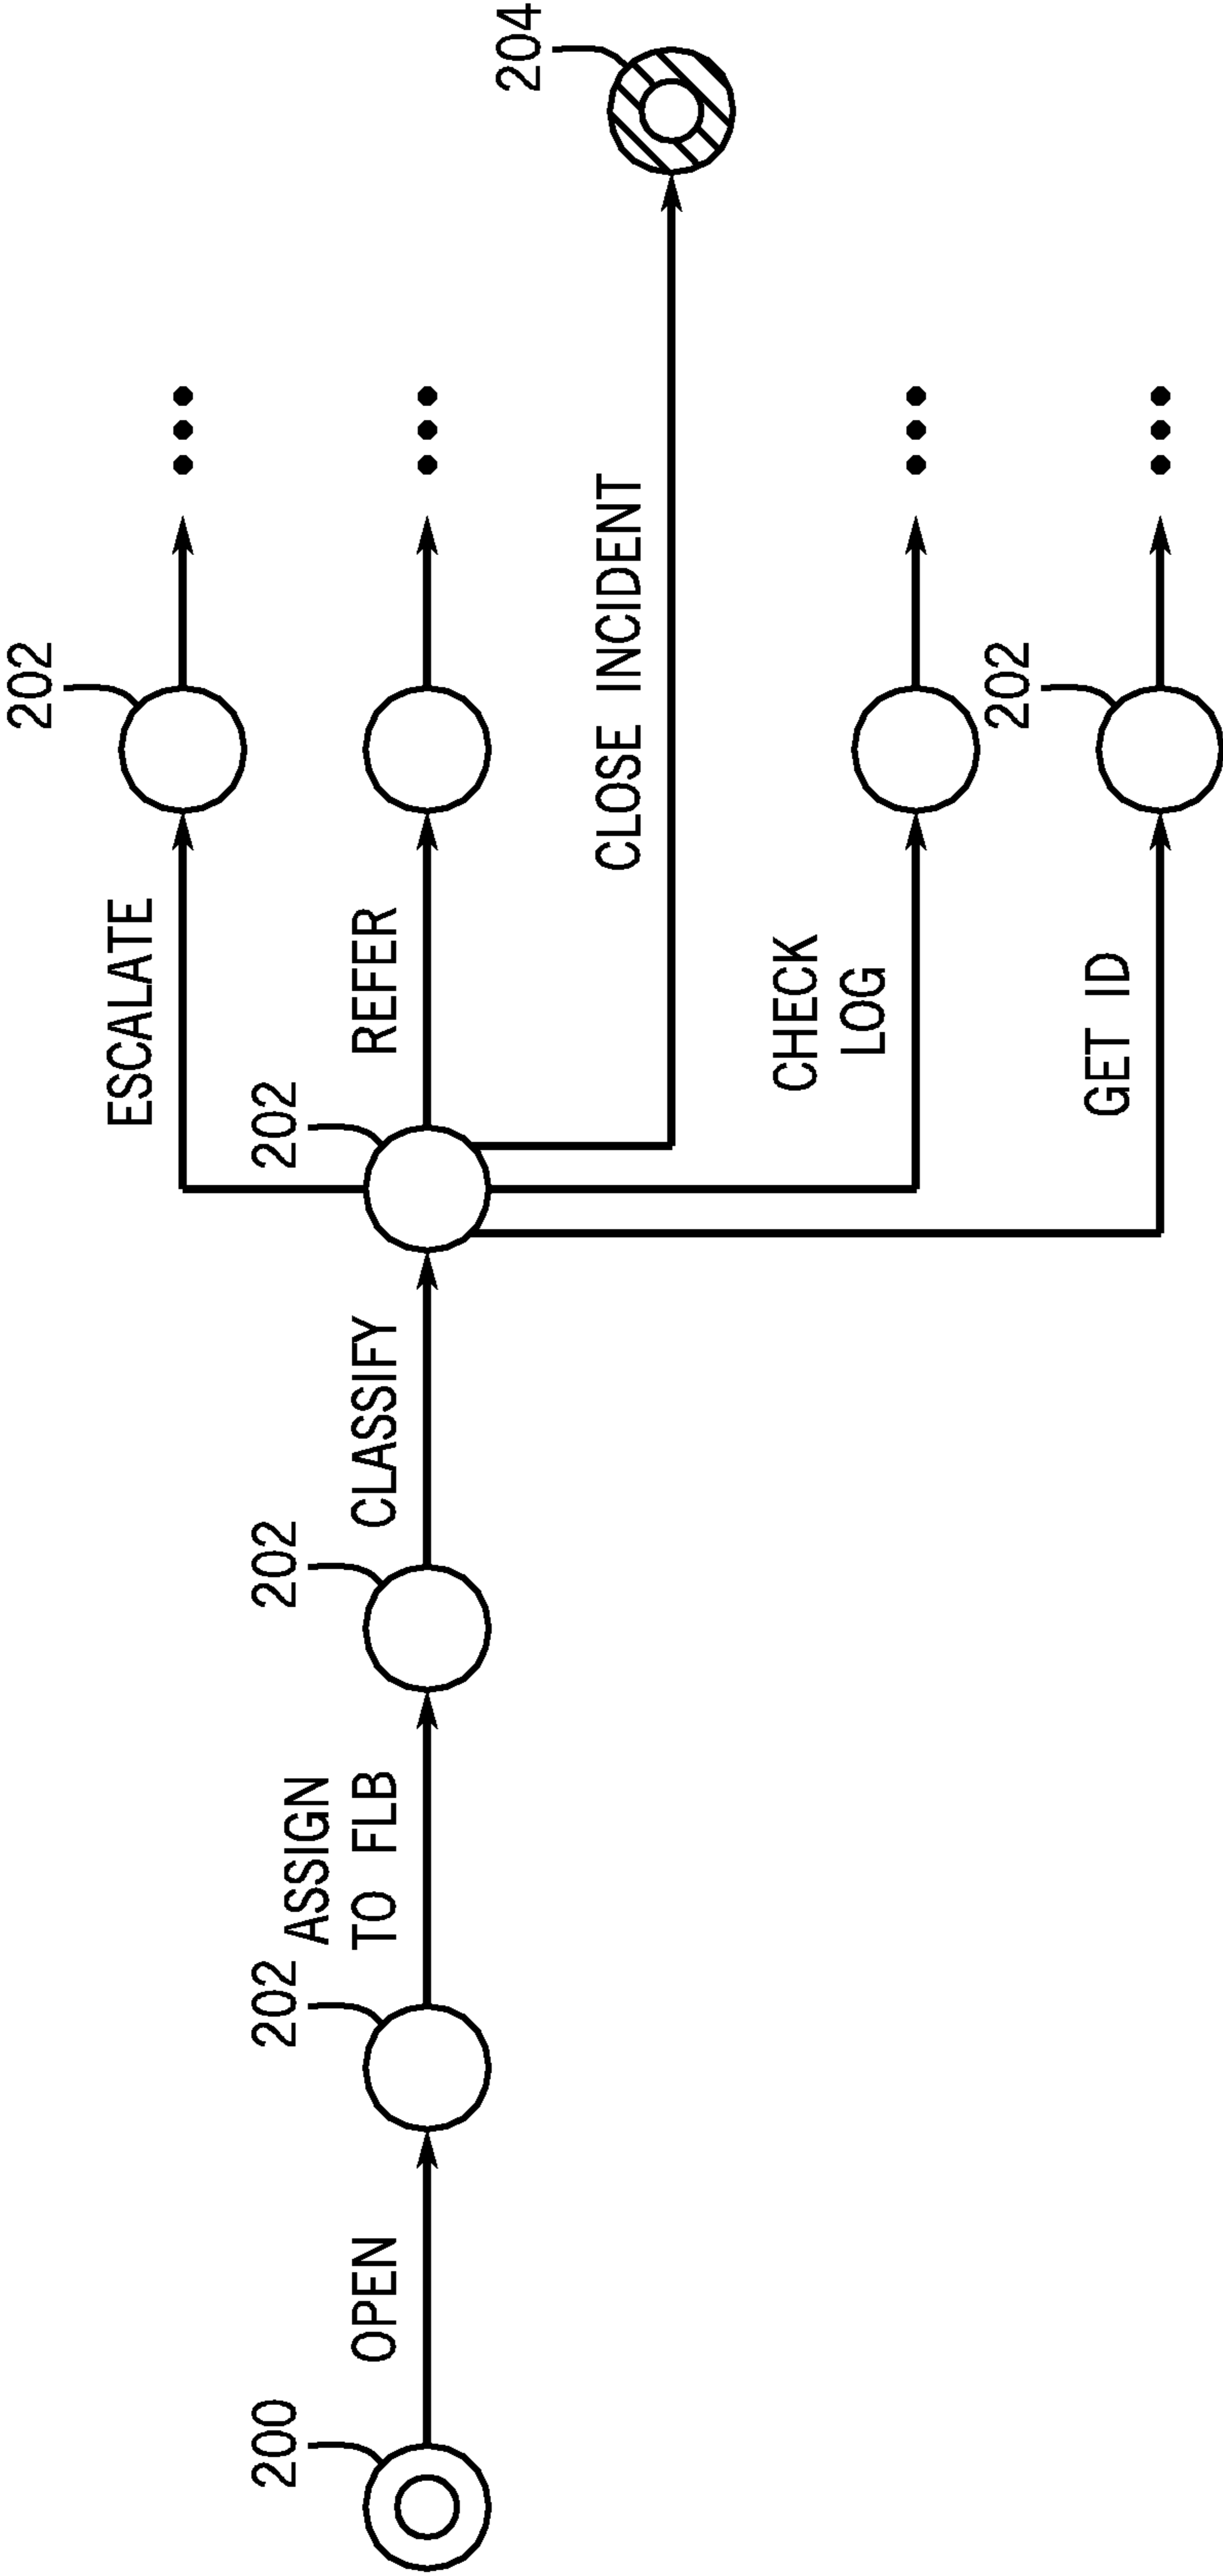 202
ESCALATE
202
202
202
REFER
200
OPEN
ASSIGN
TO FLB
CLASSIFY
204
CLOSE INCIDENT
CHECK
LOG
202
GET ID